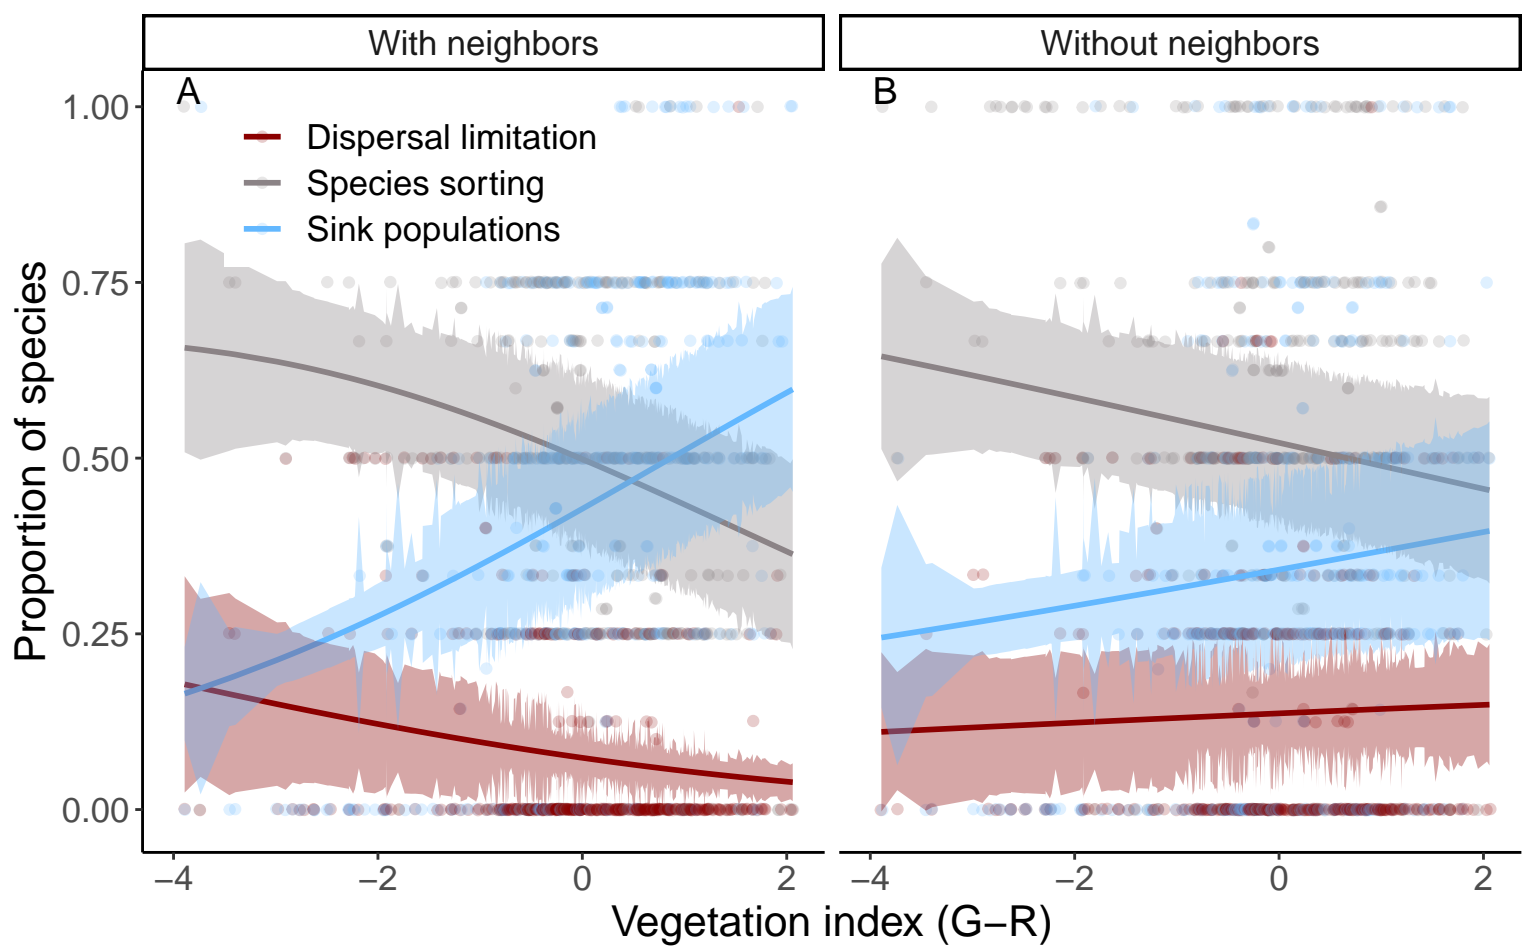 With neighbors
Without neighbors
A
B
Dispersal limitation
Species sorting
Sink populations
Proportion of species
1.00
0.75
0.50
0.25
0.00
−4
−2
0
2
−4
−2
0
2
Vegetation index (G−R)